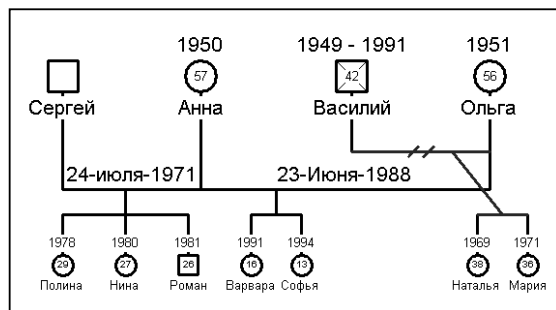 1950 1949 - 1991 1951
57 42 56
Сергей Анна Василий Ольга
24-июля-1971 23-Июня-1988
1978 1980 1981 1991 1994 1969 1971
29 27 26 16 13 38 36
Полина Нина Роман Варвара Софья Наталья Мария